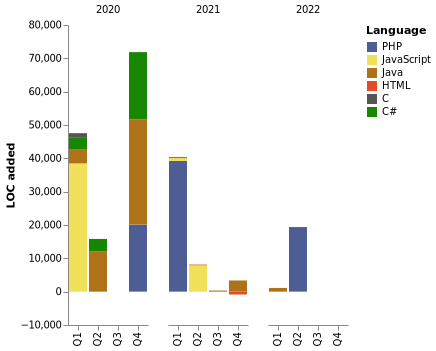 2020 2021 2022
Language
PHP
JavaScript
Java
HTML
C
C#
LOC added
80,000
70,000
60,000
50,000
40,000
30,000
20,000
10,000
0
−10,000
Q1 Q2 Q3 Q4 Q1 Q2 Q3 Q4 Q1 Q2 Q3 Q4